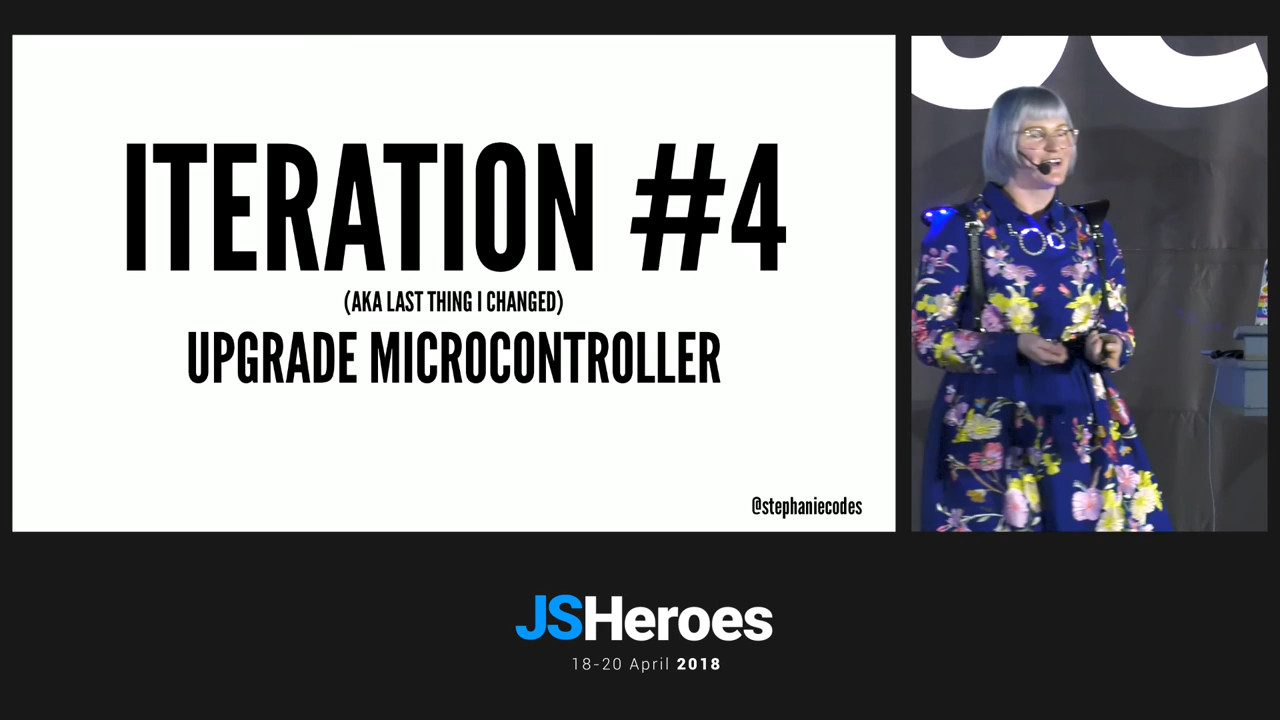 ITERATION #4
(AKA LAST THING I CHANGED)
UPGRADE MICROCONTROLLER
@stephaniecodes
JSHeroes
18-20 April 2018